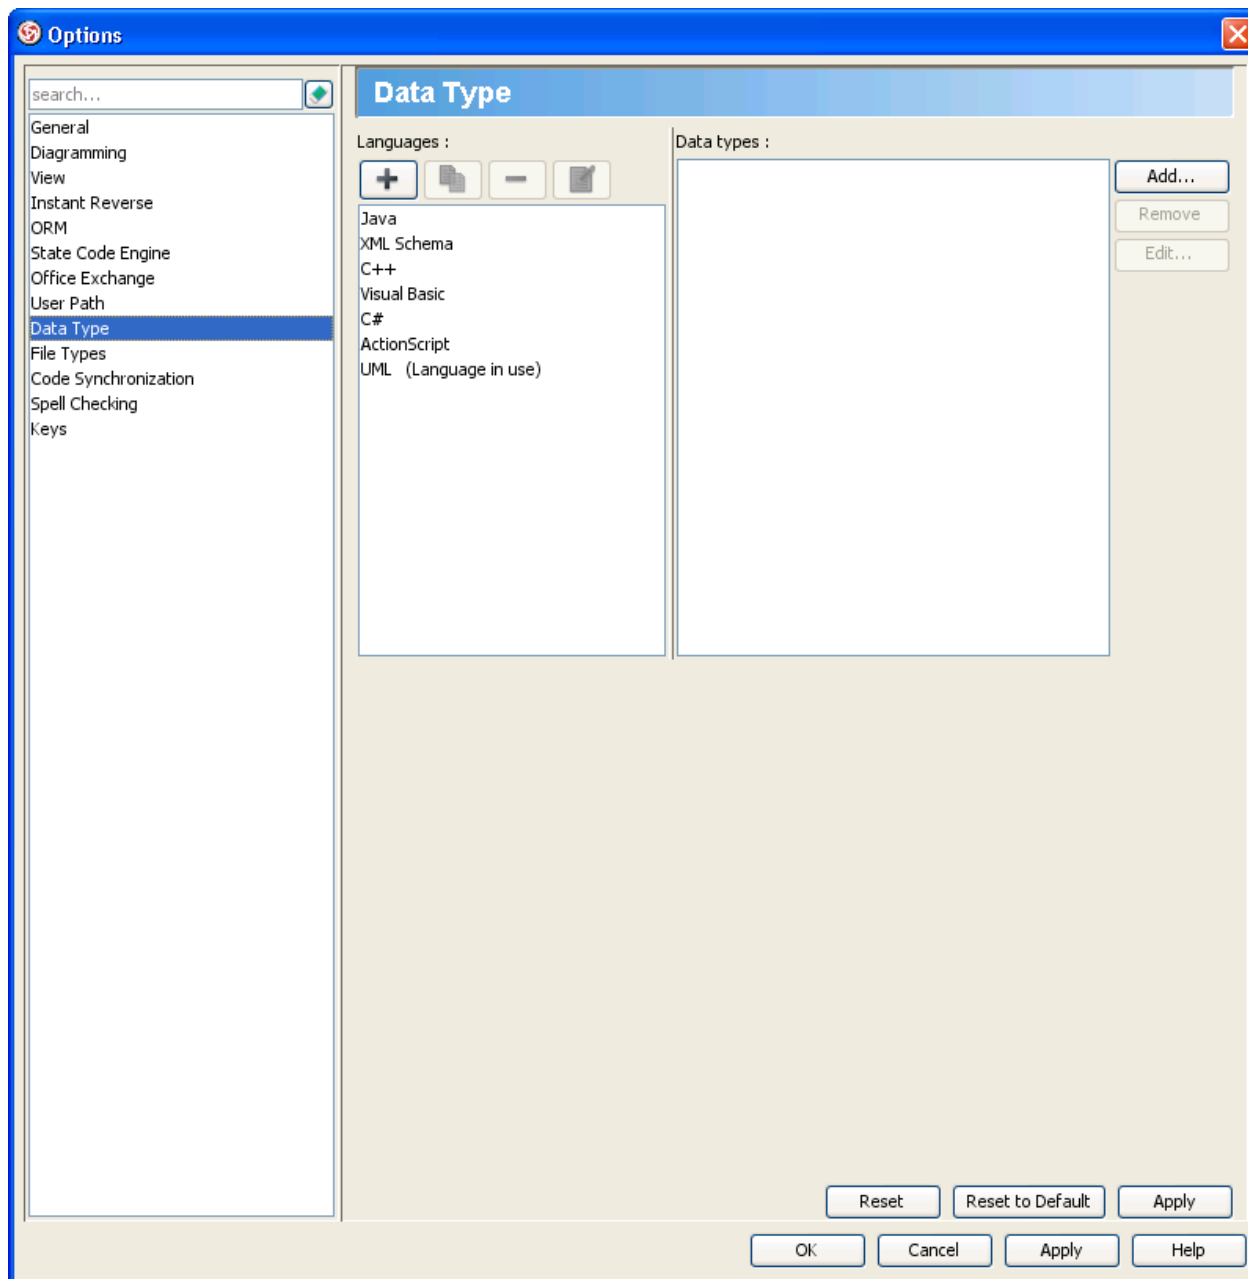 Options
search...
General
Diagramming
View
Instant Reverse
ORM
State Code Engine
Office Exchange
User Path
Data Type
File Types
Code Synchronization
Spell Checking
Keys
Data Type
Languages :
Java
XML Schema
C++
Visual Basic
C#
ActionScript
UML (Language in use)
Data types :
Add...
Remove
Edit...
Reset
Reset to Default
Apply
OK
Cancel
Apply
Help